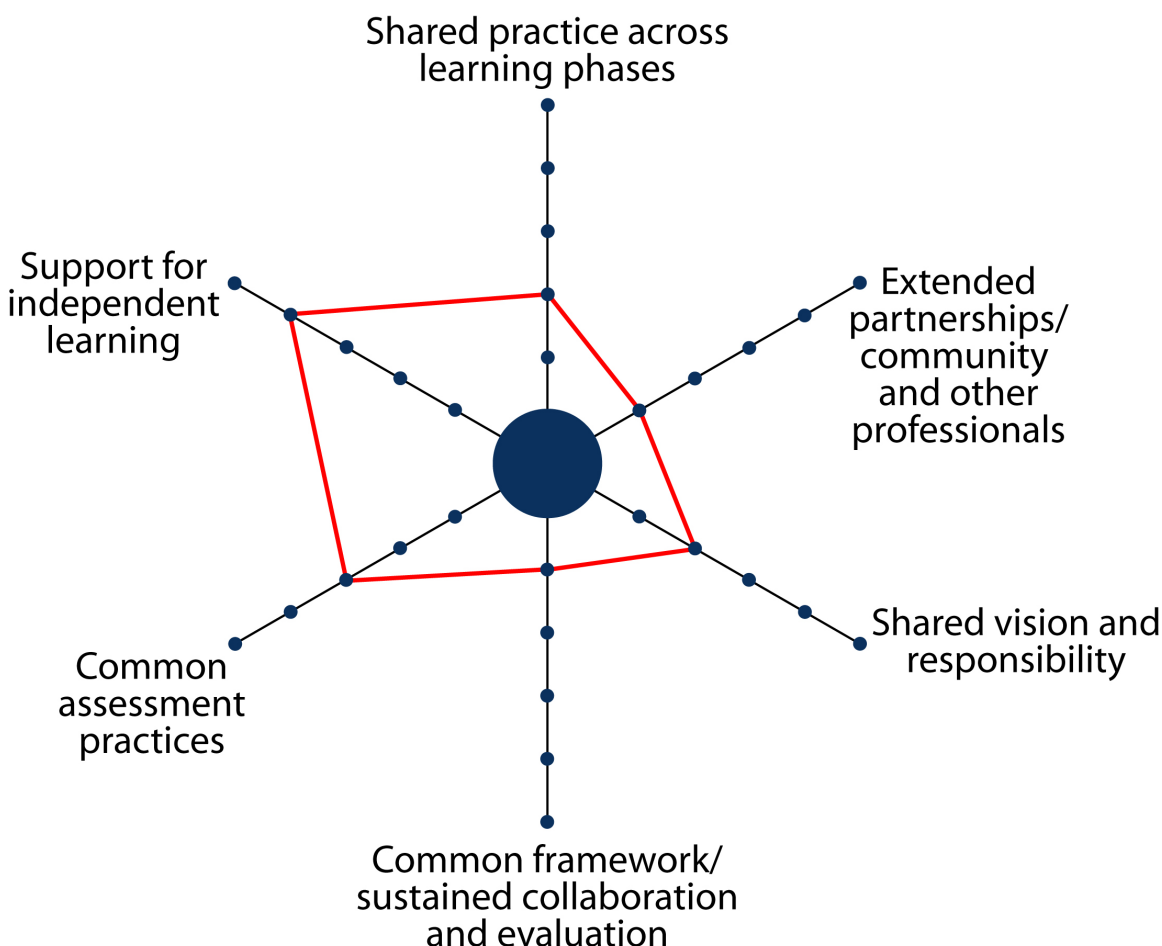 Shared practice across
learning phases
Support for
independent
learning
Extended
partnerships/
community
and other
professionals
Shared vision and
responsibility
Common
assessment
practices
Common framework/
sustained collaboration
and evaluation